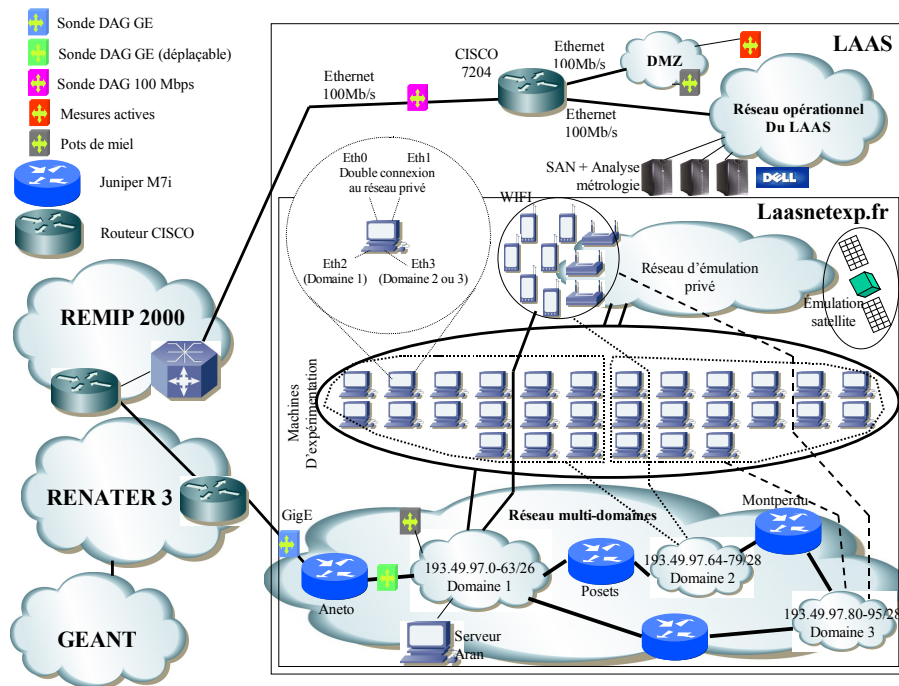 Sonde DAG GE
Sonde DAG GE (déplaçable)
Sonde DAG 100 Mbps
Mesures actives
Pots de miel
Juniper M7i
Routeur CISCO
REMIP 2000
RENATER 3
GEANT
LAAS
Ethernet
100Mb/s
CISCO
7204
Ethernet
100Mb/s
DMZ
Ethernet
100Mb/s
Réseau opérationnel
Du LAAS
SAN + Analyse
métrologie
DELL
Laasnetexp.fr
Eth0
Eth1
Double connexion
au réseau privé
Eth2
(Domaine 1)
Eth3
(Domaine 2 ou 3)
WIFI
Réseau d'émulation
privé
Émulation
satellite
Machines
D'expérimentation
Réseau multi-domaines
GigE
Aneto
193.49.97.0-63/26
Domaine 1
Serveur
Aran
Posets
193.49.97.64-79/28
Domaine 2
Montperdu
193.49.97.80-95/28
Domaine 3